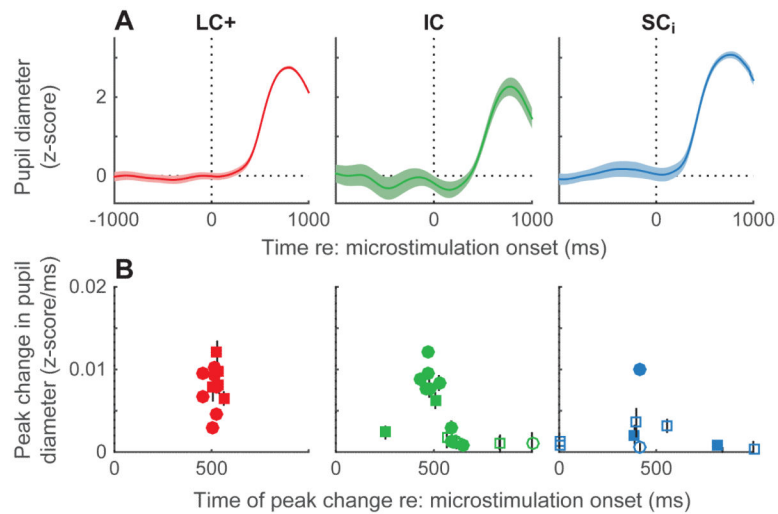 A
LC+
IC
SCi
Pupil diameter
(z-score)
2
0
-1000
0
1000
0
1000
0
1000
Time re: microstimulation onset (ms)
B
Peak change in pupil
diameter (z-score/ms)
0.02
0.01
0
0
500
500
500
Time of peak change re: microstimulation onset (ms)